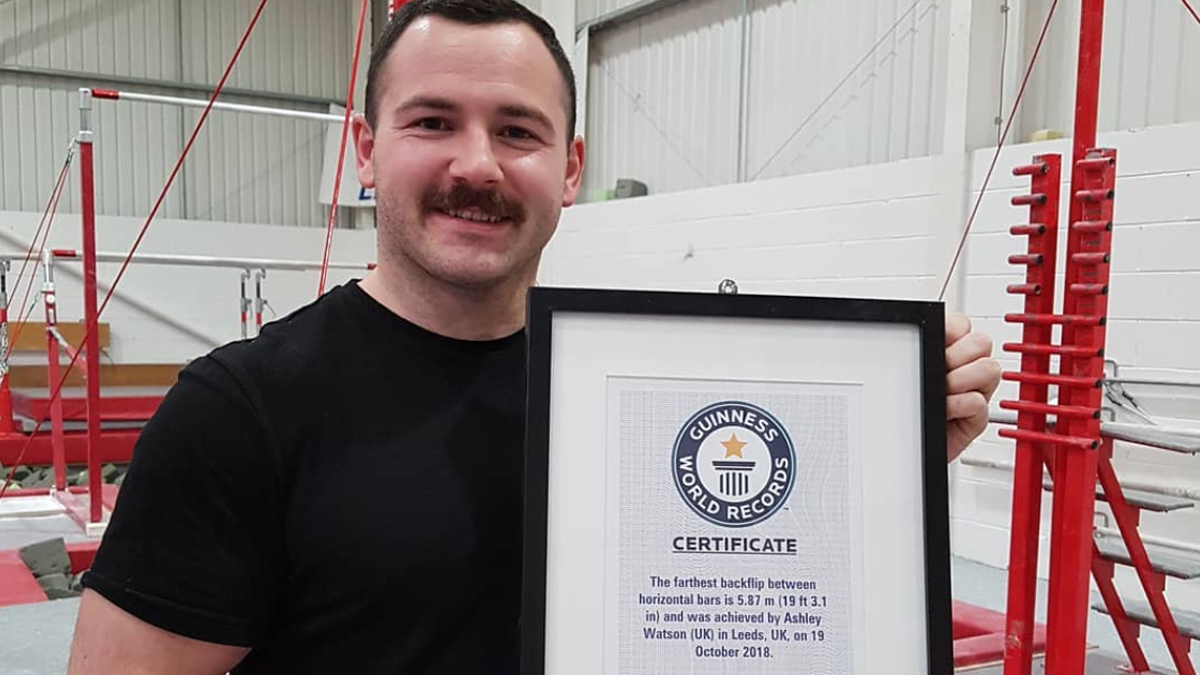 GUINNESS
WORLD RECORDS
CERTIFICATE
The farthest backflip between
horizontal bars is 5.87 m (19 ft 3.1
in) and was achieved by Ashley
Watson (UK) in Leeds, UK, on 19
October 2018.